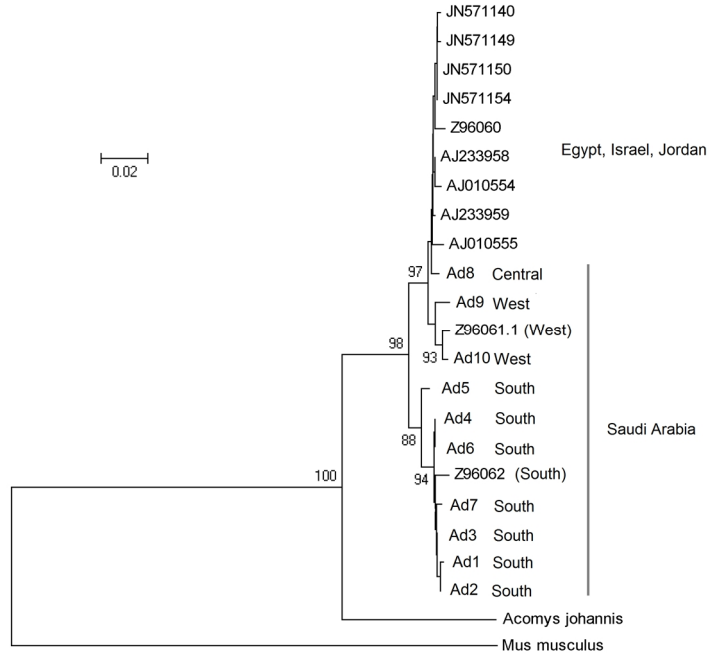 JN571140
JN571149
JN571150
JN571154
Z96060
AJ233958
Egypt, Israel, Jordan
0.02
AJ010554
AJ233959
AJ010555
97
Ad8 Central
Ad9 West
Z96061.1 (West)
98
93
Ad10 West
Ad5 South
Ad4 South
Saudi Arabia
88
Ad6 South
Z96062 (South)
94
100
Ad7 South
Ad3 South
Ad1 South
Ad2 South
Acomys johannis
Mus musculus